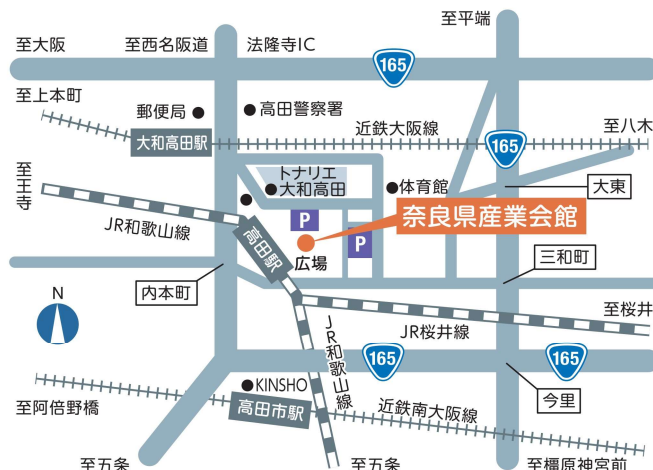 至平端
至大阪
至西名阪道
法隆寺IC
165
至上本町
郵便局
高田警察署
大和高田駅
近鉄大阪線
165
至八木
至王寺
トナリエ
大和高田
体育館
大東
P
奈良県産業会館
JR和歌山線
高田駅
広場
P
三和町
内本町
N
至桜井
JR桜井線
JR和歌山線
165
165
KINSHO
今里
至阿倍野橋
高田市駅
近鉄南大阪線
至五条
至五条
至橿原神宮前